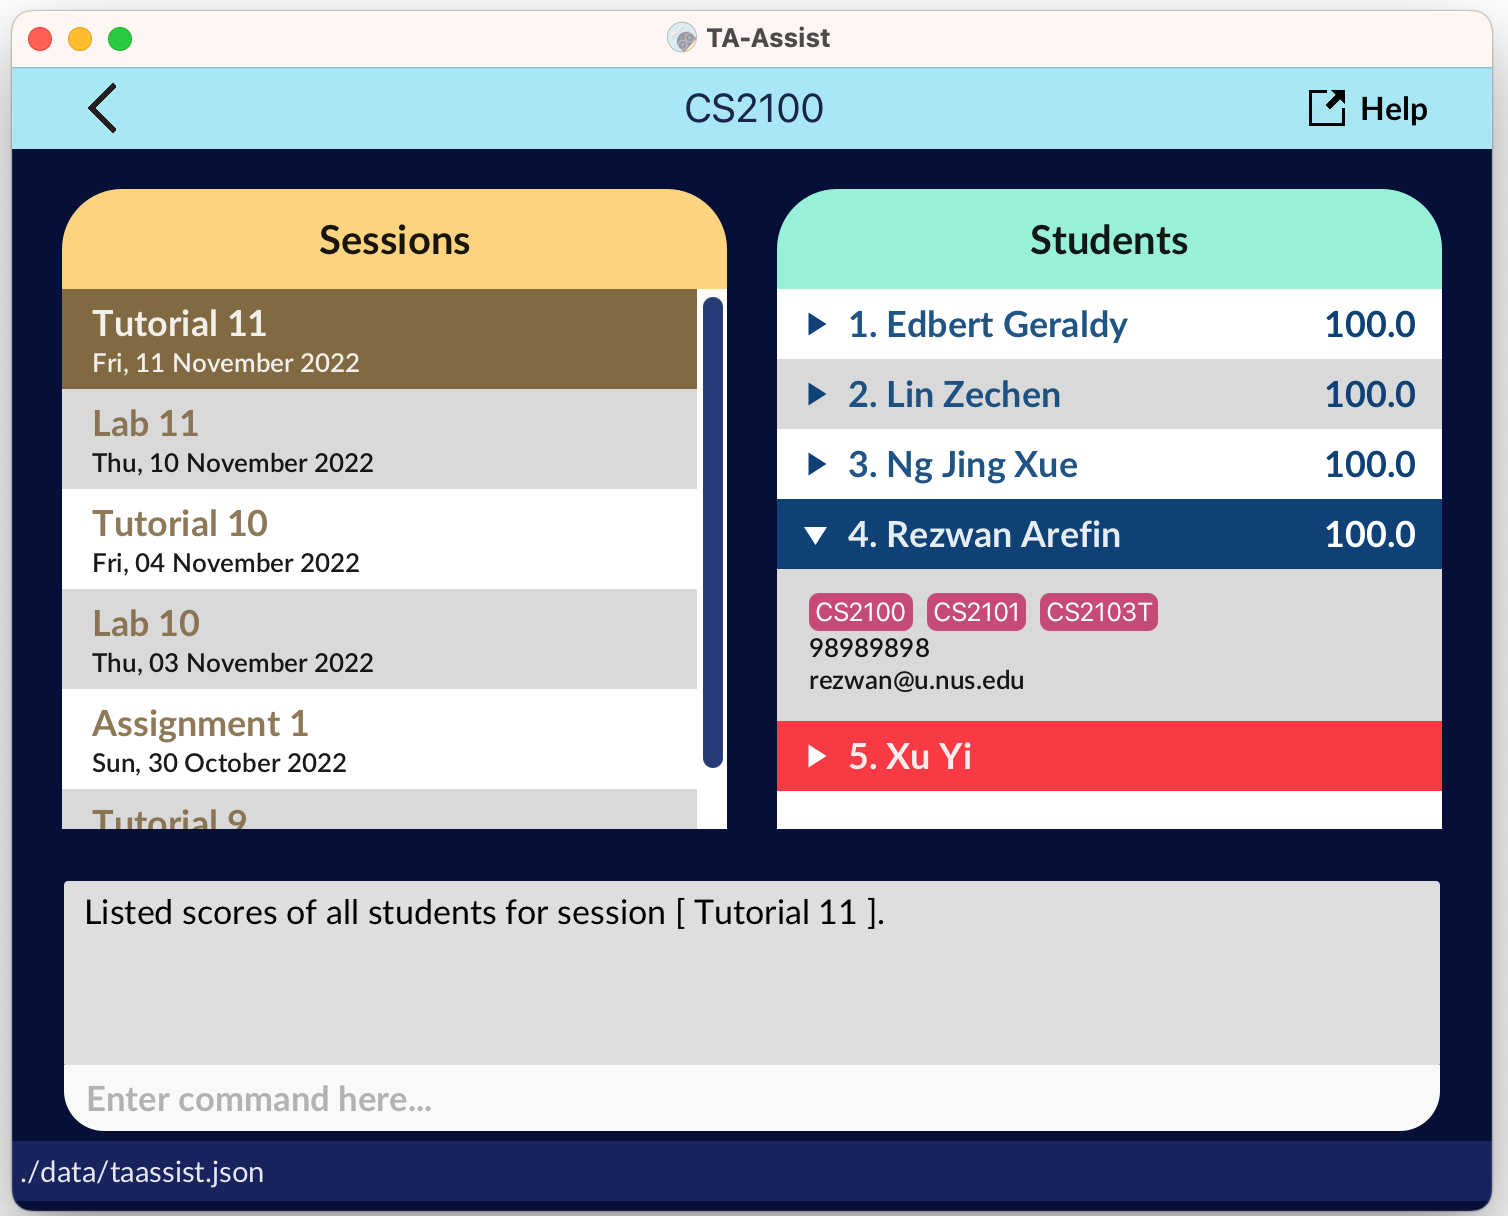 TA-Assist
CS2100
Help
Sessions
Tutorial 11
Fri, 11 November 2022
Lab 11
Thu, 10 November 2022
Tutorial 10
Fri, 04 November 2022
Lab 10
Thu, 03 November 2022
Assignment 1
Sun, 30 October 2022
Tutorial 9
Students
1. Edbert Geraldy 100.0
2. Lin Zechen 100.0
3. Ng Jing Xue 100.0
4. Rezwan Arefin 100.0
CS2100 CS2101 CS2103T
98989898
rezwan@u.nus.edu
5. Xu Yi
Listed scores of all students for session [ Tutorial 11 ].
Enter command here...
./data/taassist.json